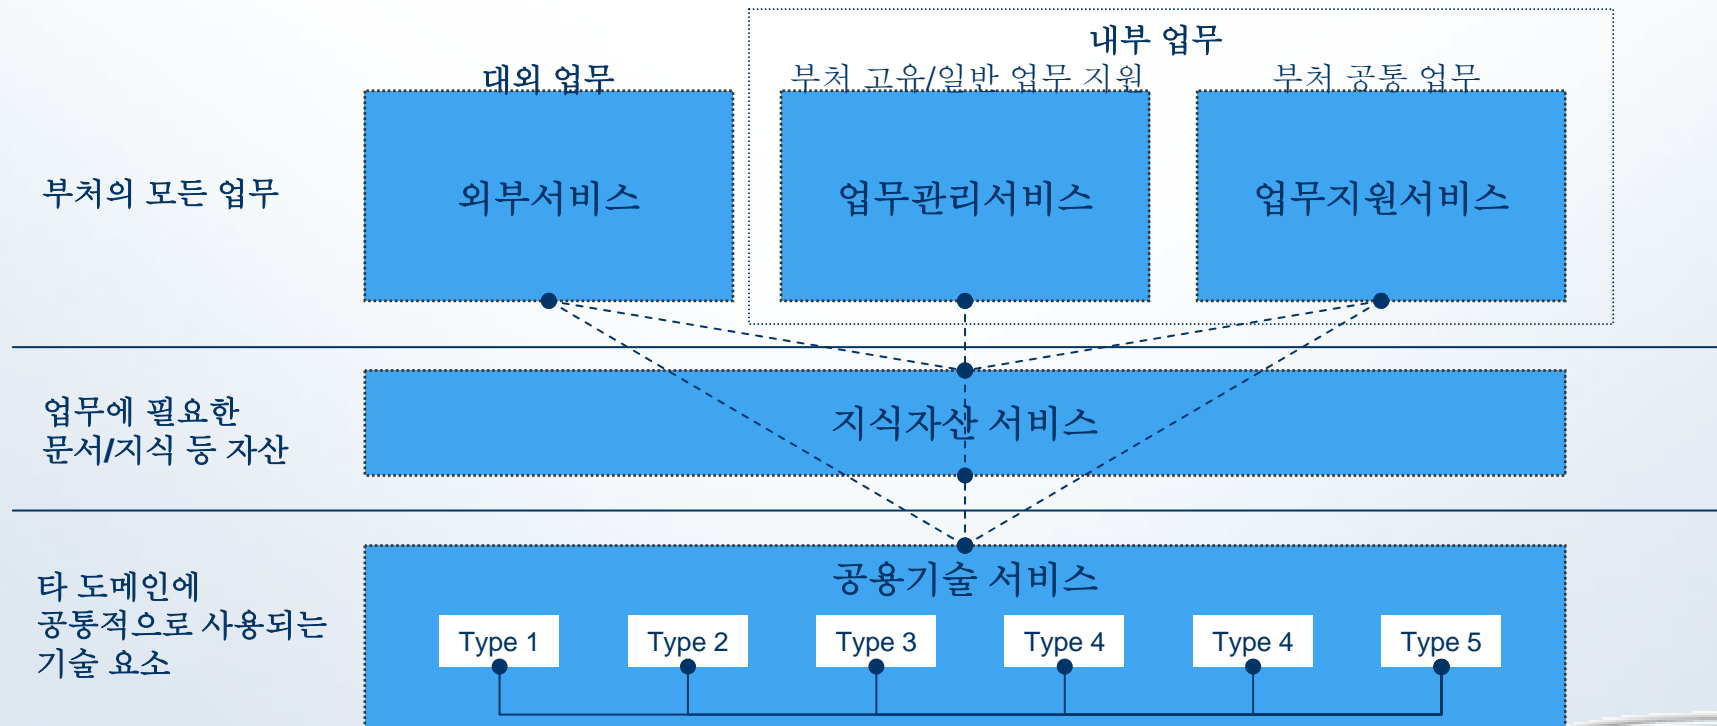 내부 업무
대외 업무
부처 고유/일반 업무 지원
부처 공통 업무
부처의 모든 업무
외부서비스
업무관리서비스
업무지원서비스
업무에 필요한
문서/지식 등 자산
지식자산 서비스
타 도메인에
공통적으로 사용되는
기술 요소
공용기술 서비스
Type 1
Type 2
Type 3
Type 4
Type 4
Type 5